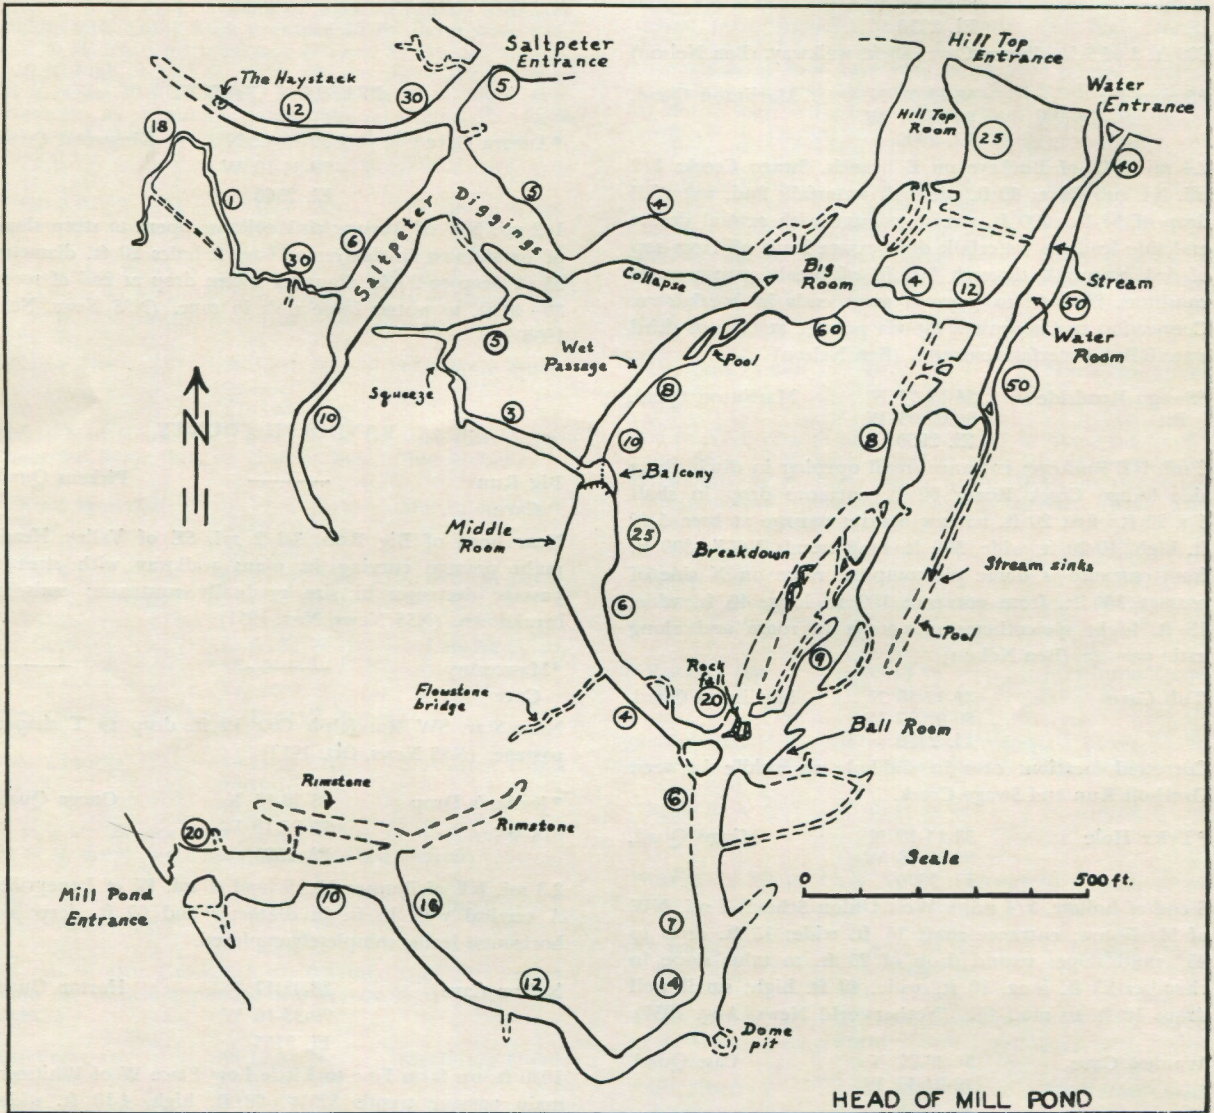 Saltpeter
Entrance
Hill Top
Entrance
Water
Entrance
The Haystack
5
30
12
18
Hill Top
Room
25
40
1
5
4
Saltpeter
Diggings
6
30
Stream
Collapse
Big
Room
4
12
50
Water
Room
60
5
Wet
Passage
Pool
Squeeze
8
50
3
10
10
8
N
Balcony
Middle
Room
25
Breakdown
Stream sinks
6
Pool
9
Rock
fall
20
Flowstone
bridge
4
Ball Room
6
Rimstone
Rimstone
20
Scale
0
500 ft.
Mill Pond
Entrance
10
16
7
12
14
Dome
pit
HEAD OF MILL POND